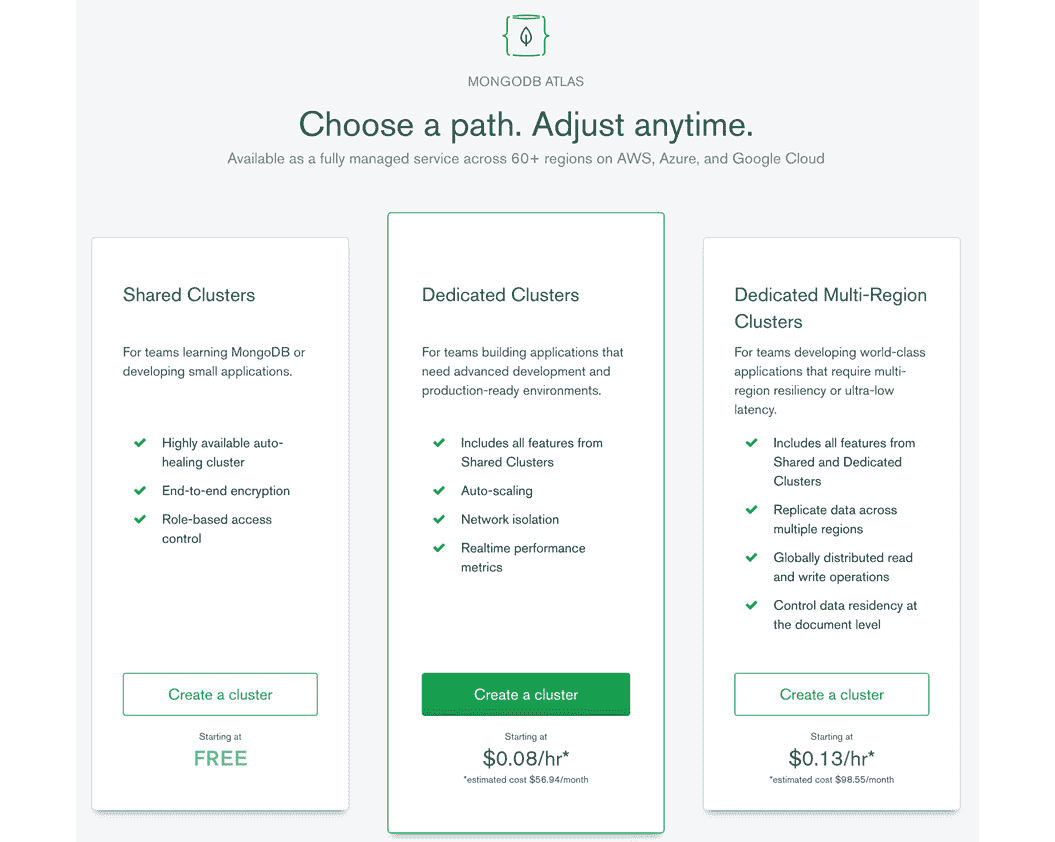 MONGODB ATLAS
Choose a path. Adjust anytime.
Available as a fully managed service across 60+ regions on AWS, Azure, and Google Cloud
Shared Clusters
For teams learning MongoDB or
developing small applications.
Highly available auto-
healing cluster
End-to-end encryption
Role-based access
control
Create a cluster
Starting at
FREE
Dedicated Clusters
For teams building applications that
need advanced development and
production-ready environments.
Includes all features from
Shared Clusters
Auto-scaling
Network isolation
Realtime performance
metrics
Create a cluster
Starting at
$0.08/hr*
*estimated cost $56.94/month
Dedicated Multi-Region
Clusters
For teams developing world-class
applications that require multi-
region resiliency or ultra-low
latency.
Includes all features from
Shared and Dedicated
Clusters
Replicate data across
multiple regions
Globally distributed read
and write operations
Control data residency at
the document level
Create a cluster
Starting at
$0.13/hr*
*estimated cost $98.55/month